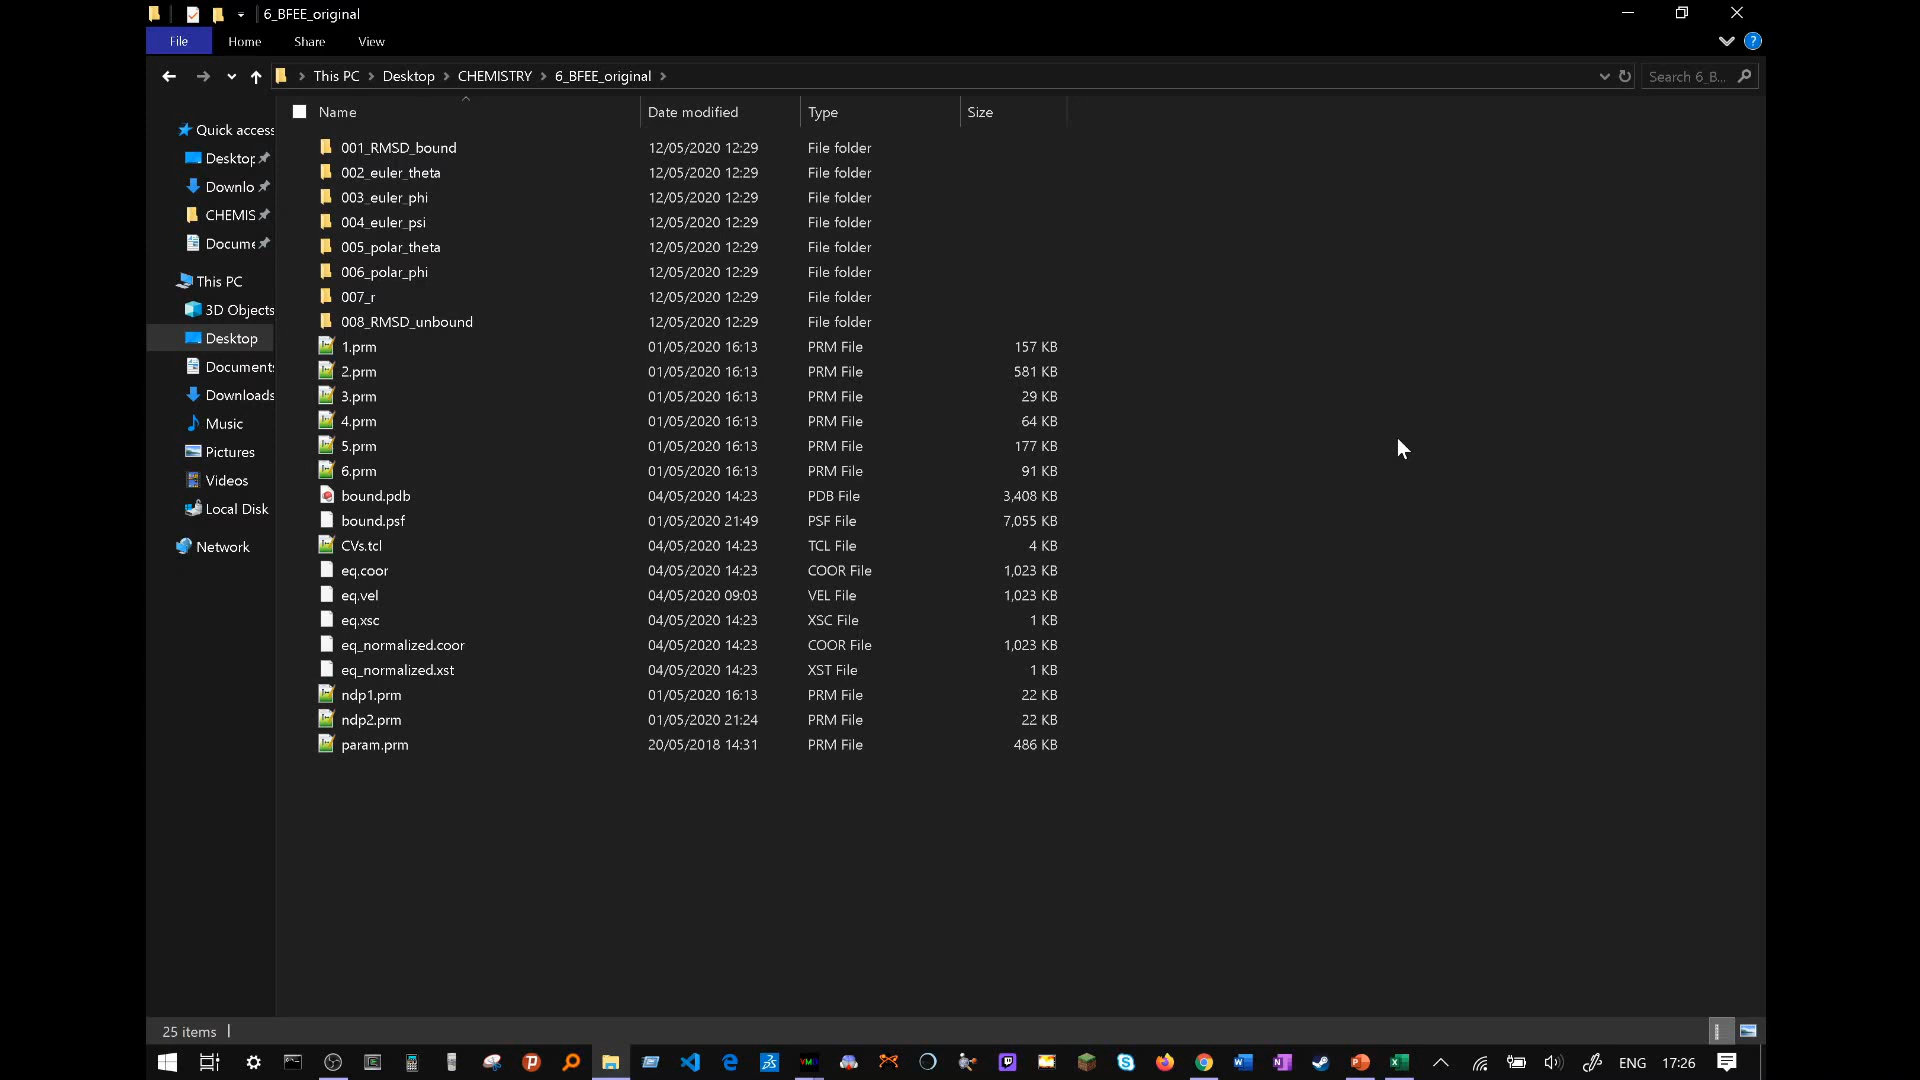 6_BFEE_original
File Home Share View
This PC Desktop CHEMISTRY 6_BFEE_original Search 6_B...
Name Date modified Type Size
Quick access
Desktop
Downlo
CHEMIS
Docume
This PC
3D Objects
Desktop
Documents
Downloads
Music
Pictures
Videos
Local Disk
Network
001_RMSD_bound 12/05/2020 12:29 File folder
002_euler_theta 12/05/2020 12:29 File folder
003_euler_phi 12/05/2020 12:29 File folder
004_euler_psi 12/05/2020 12:29 File folder
005_polar_theta 12/05/2020 12:29 File folder
006_polar_phi 12/05/2020 12:29 File folder
007_r 12/05/2020 12:29 File folder
008_RMSD_unbound 12/05/2020 12:29 File folder
1.prm 01/05/2020 16:13 PRM File 157 KB
2.prm 01/05/2020 16:13 PRM File 581 KB
3.prm 01/05/2020 16:13 PRM File 29 KB
4.prm 01/05/2020 16:13 PRM File 64 KB
5.prm 01/05/2020 16:13 PRM File 177 KB
6.prm 01/05/2020 16:13 PRM File 91 KB
bound.pdb 04/05/2020 14:23 PDB File 3,408 KB
bound.psf 01/05/2020 21:49 PSF File 7,055 KB
CVs.tcl 04/05/2020 14:23 TCL File 4 KB
eq.coor 04/05/2020 14:23 COOR File 1,023 KB
eq.vel 04/05/2020 09:03 VEL File 1,023 KB
eq.xsc 04/05/2020 14:23 XSC File 1 KB
eq_normalized.coor 04/05/2020 14:23 COOR File 1,023 KB
eq_normalized.xst 04/05/2020 14:23 XST File 1 KB
ndp1.prm 01/05/2020 16:13 PRM File 22 KB
ndp2.prm 01/05/2020 21:24 PRM File 22 KB
param.prm 20/05/2018 14:31 PRM File 486 KB
25 items
ENG 17:26